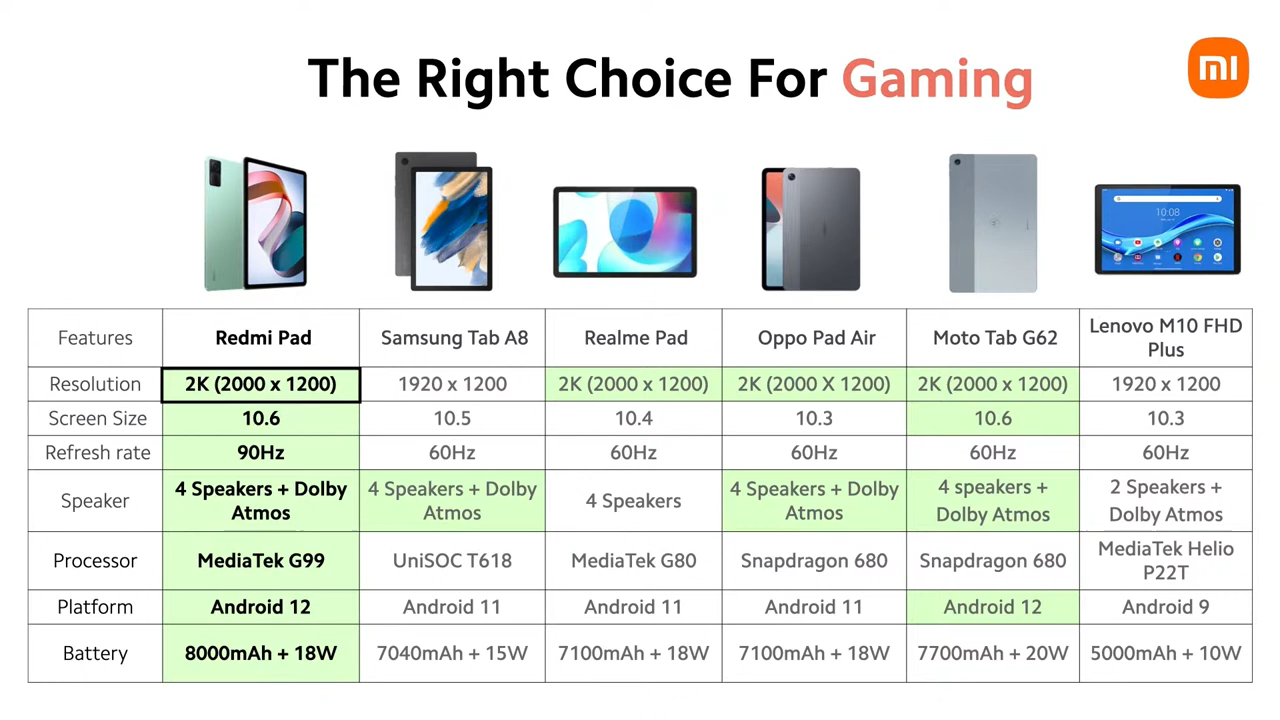 The Right Choice For Gaming
mi
10:08
Features
Redmi Pad
Samsung Tab A8
Realme Pad
Oppo Pad Air
Moto Tab G62
Lenovo M10 FHD
Plus
Resolution
2K (2000 x 1200)
1920 x 1200
2K (2000 x 1200)
2K (2000 X 1200)
2K (2000 x 1200)
1920 x 1200
Screen Size
10.6
10.5
10.4
10.3
10.6
10.3
Refresh rate
90Hz
60Hz
60Hz
60Hz
60Hz
60Hz
Speaker
4 Speakers + Dolby
Atmos
4 Speakers + Dolby
Atmos
4 Speakers
4 Speakers + Dolby
Atmos
4 speakers +
Dolby Atmos
2 Speakers +
Dolby Atmos
Processor
MediaTek G99
UniSOC T618
MediaTek G80
Snapdragon 680
Snapdragon 680
MediaTek Helio
P22T
Platform
Android 12
Android 11
Android 11
Android 11
Android 12
Android 9
Battery
8000mAh + 18W
7040mAh + 15W
7100mAh + 18W
7100mAh + 18W
7700mAh + 20W
5000mAh + 10W